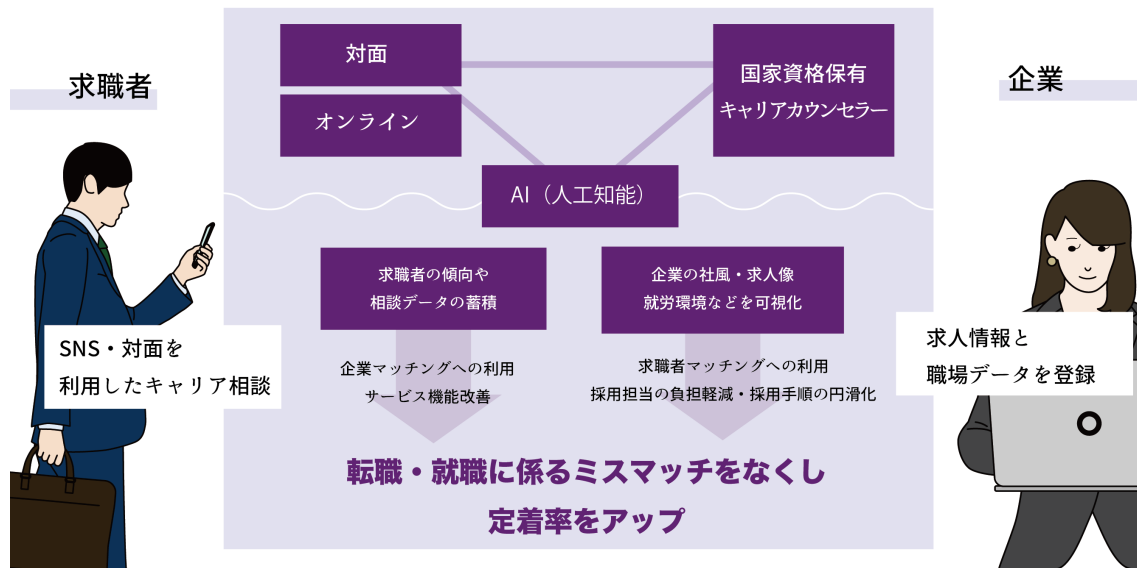 求職者
SNS・対面を
利用したキャリア相談
対面
オンライン
国家資格保有
キャリアカウンセラー
AI（人工知能）
求職者の傾向や
相談データの蓄積
企業マッチングへの利用
サービス機能改善
企業の社風・求人像
就労環境などを可視化
求職者マッチングへの利用
採用担当の負担軽減・採用手順の円滑化
転職・就職に係るミスマッチをなくし
定着率をアップ
企業
求人情報と
職場データを登録